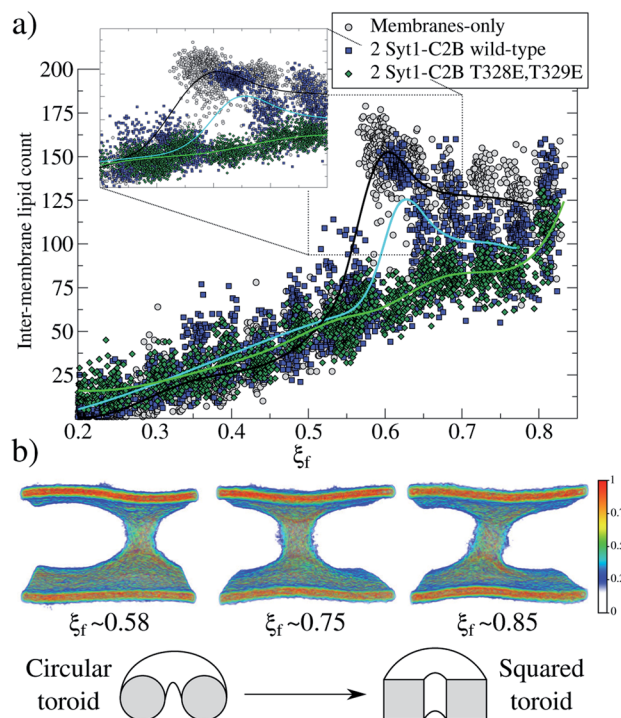 a)
Membranes-only
2 Syt1-C2B wild-type
2 Syt1-C2B T328E,T329E
Inter-membrane lipid count
200
175
150
125
100
75
50
25
0.2 0.3 0.4 0.5 0.6 0.7 0.8
ξf
b)
1
0.5
0
ξf ~0.58 ξf ~0.75 ξf ~0.85
Circular toroid
Squared toroid